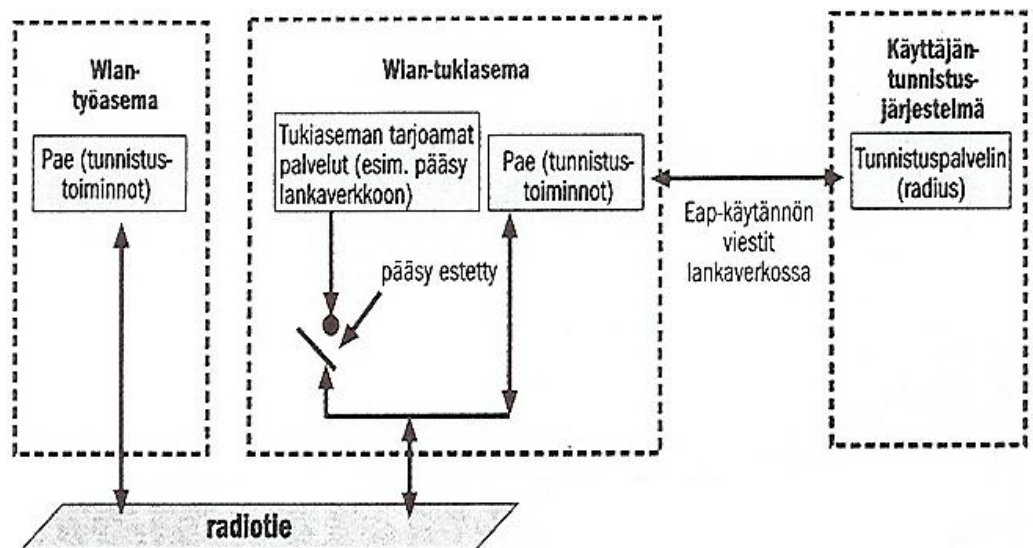 Wlan-
työasema
Pae (tunnistus-
toiminnot)
Wlan-tukiasema
Tukiaseman tarjoamat
palvelut (esim. pääsy
lankaverkkoon)
Pae (tunnistus-
toiminnot)
pääsy estetty
Eap-käytännön
viestit
lankaverkossa
Käyttäjän-
tunnistus-
järjestelmä
Tunnistuspalvelin
(radius)
radiotie